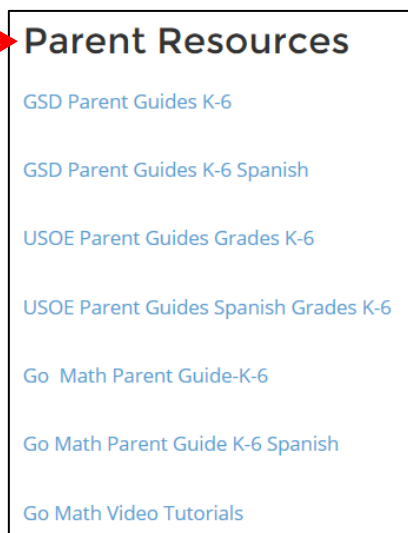 Parent Resources
GSD Parent Guides K-6
GSD Parent Guides K-6 Spanish
USOE Parent Guides Grades K-6
USOE Parent Guides Spanish Grades K-6
Go  Math Parent Guide-K-6
Go Math Parent Guide K-6 Spanish
Go Math Video Tutorials